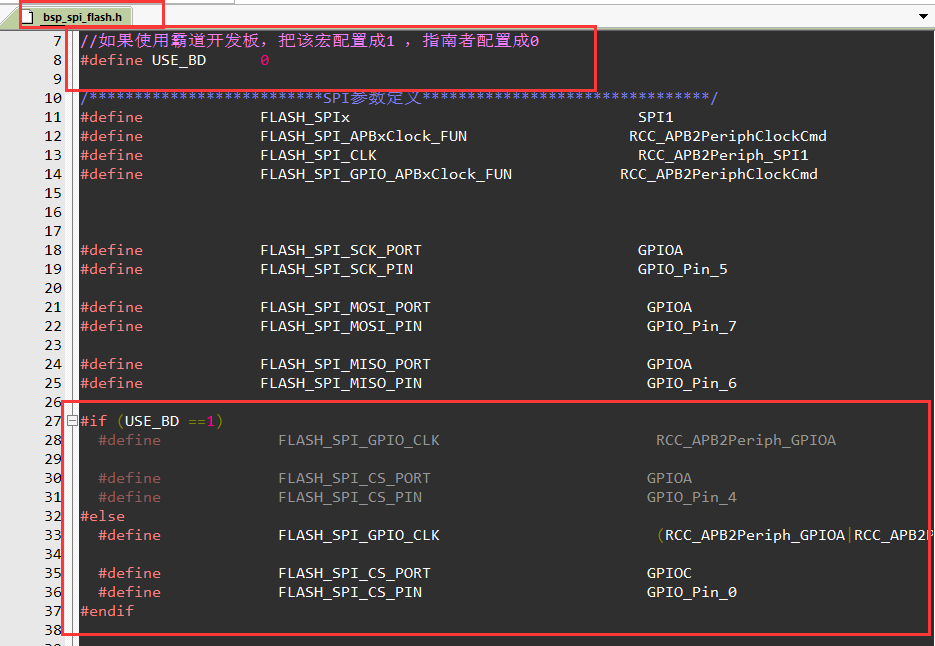 bsp_spi_flash.h
7 //如果使用霸道开发板，把该宏配置成1 ，指南者配置成0
8 #define USE_BD 0
9
10 /**************************SPI参数定义********************************/
11 #define FLASH_SPIx SPI1
12 #define FLASH_SPI_APBxClock_FUN RCC_APB2PeriphClockCmd
13 #define FLASH_SPI_CLK RCC_APB2Periph_SPI1
14 #define FLASH_SPI_GPIO_APBxClock_FUN RCC_APB2PeriphClockCmd
15
16
17
18 #define FLASH_SPI_SCK_PORT GPIOA
19 #define FLASH_SPI_SCK_PIN GPIO_Pin_5
20
21 #define FLASH_SPI_MOSI_PORT GPIOA
22 #define FLASH_SPI_MOSI_PIN GPIO_Pin_7
23
24 #define FLASH_SPI_MISO_PORT GPIOA
25 #define FLASH_SPI_MISO_PIN GPIO_Pin_6
26
27 #if (USE_BD ==1)
28 #define FLASH_SPI_GPIO_CLK RCC_APB2Periph_GPIOA
29
30 #define FLASH_SPI_CS_PORT GPIOA
31 #define FLASH_SPI_CS_PIN GPIO_Pin_4
32 #else
33 #define FLASH_SPI_GPIO_CLK (RCC_APB2Periph_GPIOA|RCC_APB2P
34
35 #define FLASH_SPI_CS_PORT GPIOC
36 #define FLASH_SPI_CS_PIN GPIO_Pin_0
37 #endif
38